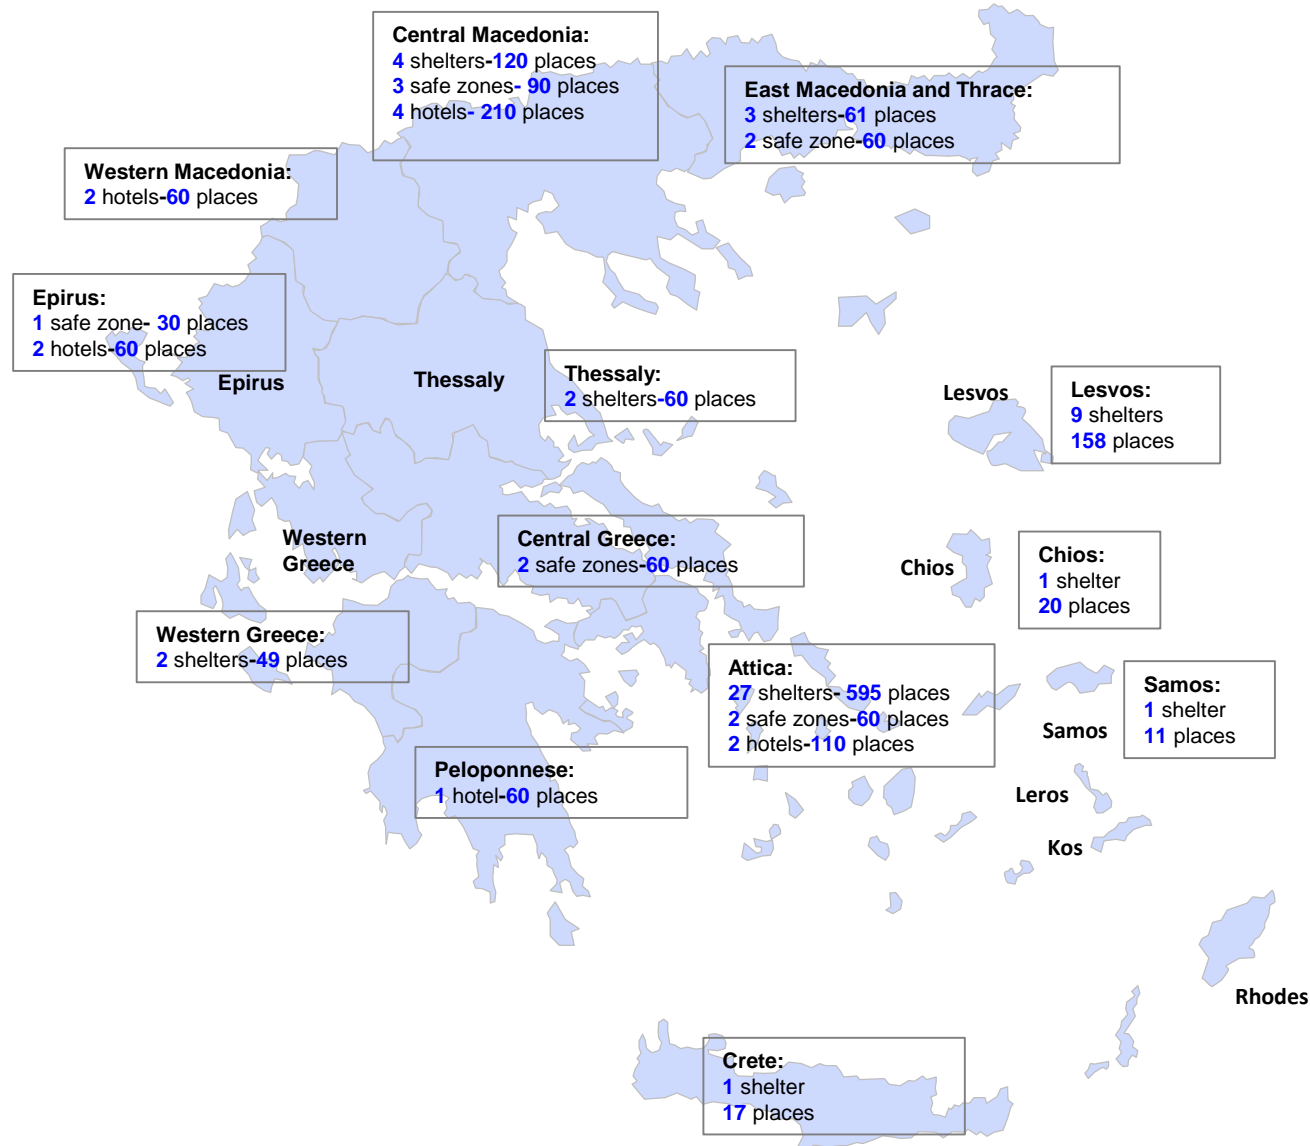 Central Macedonia:
4 shelters-120 places
3 safe zones- 90 places
4 hotels- 210 places
East Macedonia and Thrace:
3 shelters-61 places
2 safe zone-60 places
Western Macedonia:
2 hotels-60 places
Epirus:
1 safe zone- 30 places
2 hotels-60 places
Epirus
Thessaly
Thessaly:
2 shelters-60 places
Lesvos
Lesvos:
9 shelters
158 places
Western
Greece
Central Greece:
2 safe zones-60 places
Chios
Chios:
1 shelter
20 places
Western Greece:
2 shelters-49 places
Attica:
27 shelters- 595 places
2 safe zones-60 places
2 hotels-110 places
Samos:
1 shelter
11 places
Samos
Peloponnese:
1 hotel-60 places
Leros
Kos
Rhodes
Crete:
1 shelter
17 places